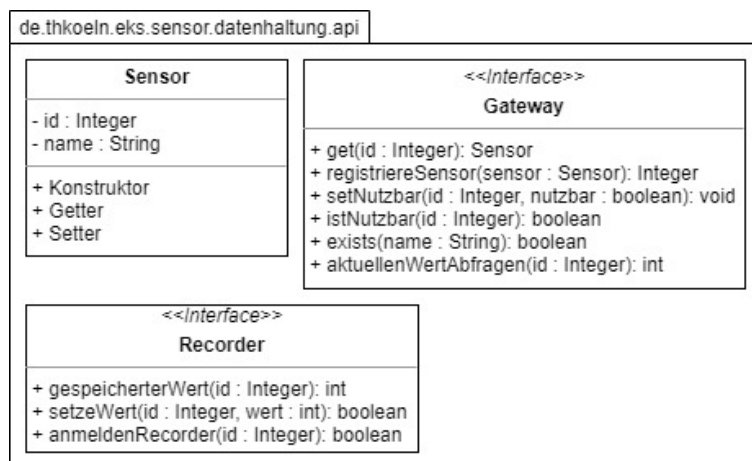 de.thkoeln.eks.sensor.datenhaltung.api
Sensor
- id : Integer
- name : String
+ Konstruktor
+ Getter
+ Setter
<<Interface>>
Gateway
+ get(id : Integer): Sensor
+ registriereSensor(sensor : Sensor): Integer
+ setNutzbar(id : Integer, nutzbar : boolean): void
+ istNutzbar(id : Integer): boolean
+ exists(name : String): boolean
+ aktuellenWertAbfragen(id : Integer): int
<<Interface>>
Recorder
+ gespeicherterWert(id : Integer): int
+ setzeWert(id : Integer, wert : int): boolean
+ anmeldenRecorder(id : Integer): boolean